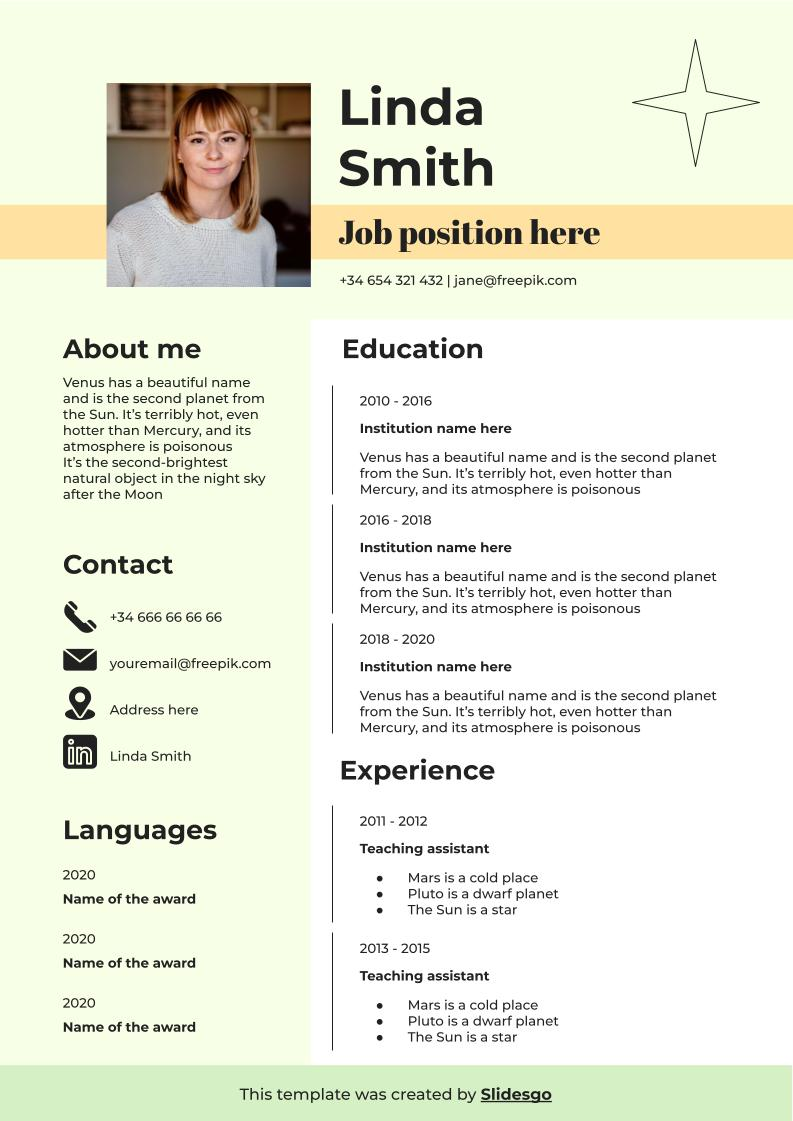 Linda
Smith
Job position here
+34 654 321 432 | jane@freepik.com
About me
Venus has a beautiful name
and is the second planet from
the Sun. It’s terribly hot, even
hotter than Mercury, and its
atmosphere is poisonous
It’s the second-brightest
natural object in the night sky
after the Moon
Contact
+34 666 66 66 66
youremail@freepik.com
Address here
in
Linda Smith
Languages
2020
Name of the award
2020
Name of the award
2020
Name of the award
Education
2010 - 2016
Institution name here
Venus has a beautiful name and is the second planet
from the Sun. It’s terribly hot, even hotter than
Mercury, and its atmosphere is poisonous
2016 - 2018
Institution name here
Venus has a beautiful name and is the second planet
from the Sun. It’s terribly hot, even hotter than
Mercury, and its atmosphere is poisonous
2018 - 2020
Institution name here
Venus has a beautiful name and is the second planet
from the Sun. It’s terribly hot, even hotter than
Mercury, and its atmosphere is poisonous
Experience
2011 - 2012
Teaching assistant
● Mars is a cold place
● Pluto is a dwarf planet
● The Sun is a star
2013 - 2015
Teaching assistant
● Mars is a cold place
● Pluto is a dwarf planet
● The Sun is a star
This template was created by Slidesgo